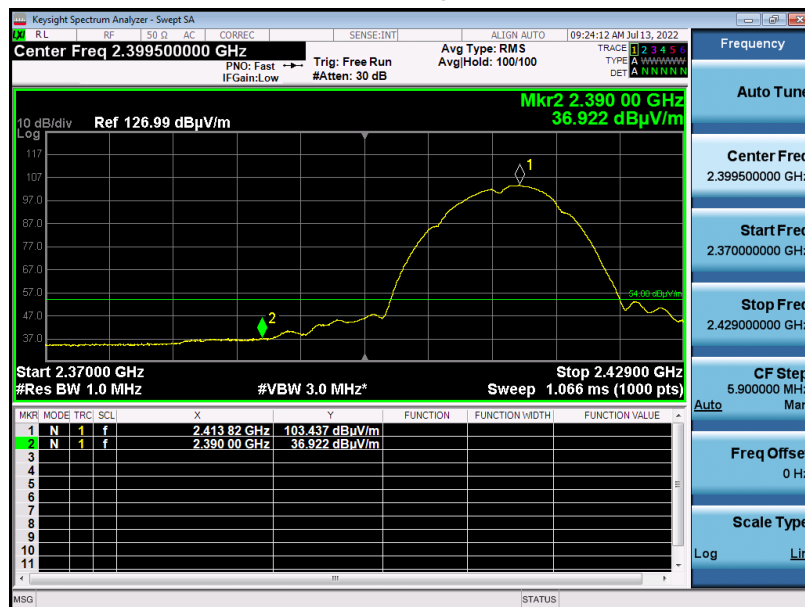 Keysight Spectrum Analyzer - Swept SA
LXI RL RF 50 Ω AC CORREC SENSE:INT ALIGN AUTO 09:24:12 AM Jul 13, 2022
Center Freq 2.399500000 GHz
PNO: Fast
IFGain:Low
Trig: Free Run
#Atten: 30 dB
Avg Type: RMS
Avg|Hold: 100/100
TRACE 1 2 3 4 5 6
TYPE A WWWWW
DET A N N N N N
Mkr2 2.390 00 GHz
36.922 dBµV/m
10 dB/div Ref 126.99 dBµV/m
Log
117
107
97.0
87.0
77.0
67.0
57.0
47.0
37.0
1
2
54.00 dBµV/m
Start 2.37000 GHz Stop 2.42900 GHz
#Res BW 1.0 MHz #VBW 3.0 MHz* Sweep 1.066 ms (1000 pts)
MKR MODE TRC SCL X Y FUNCTION FUNCTION WIDTH FUNCTION VALUE
1 N 1 f 2.413 82 GHz 103.437 dBµV/m
2 N 1 f 2.390 00 GHz 36.922 dBµV/m
3
4
5
6
7
8
9
10
11
MSG STATUS
Frequency
Auto Tune
Center Freq
2.399500000 GHz
Start Freq
2.370000000 GHz
Stop Freq
2.429000000 GHz
CF Step
5.900000 MHz
Auto Man
Freq Offset
0 Hz
Scale Type
Log Lin